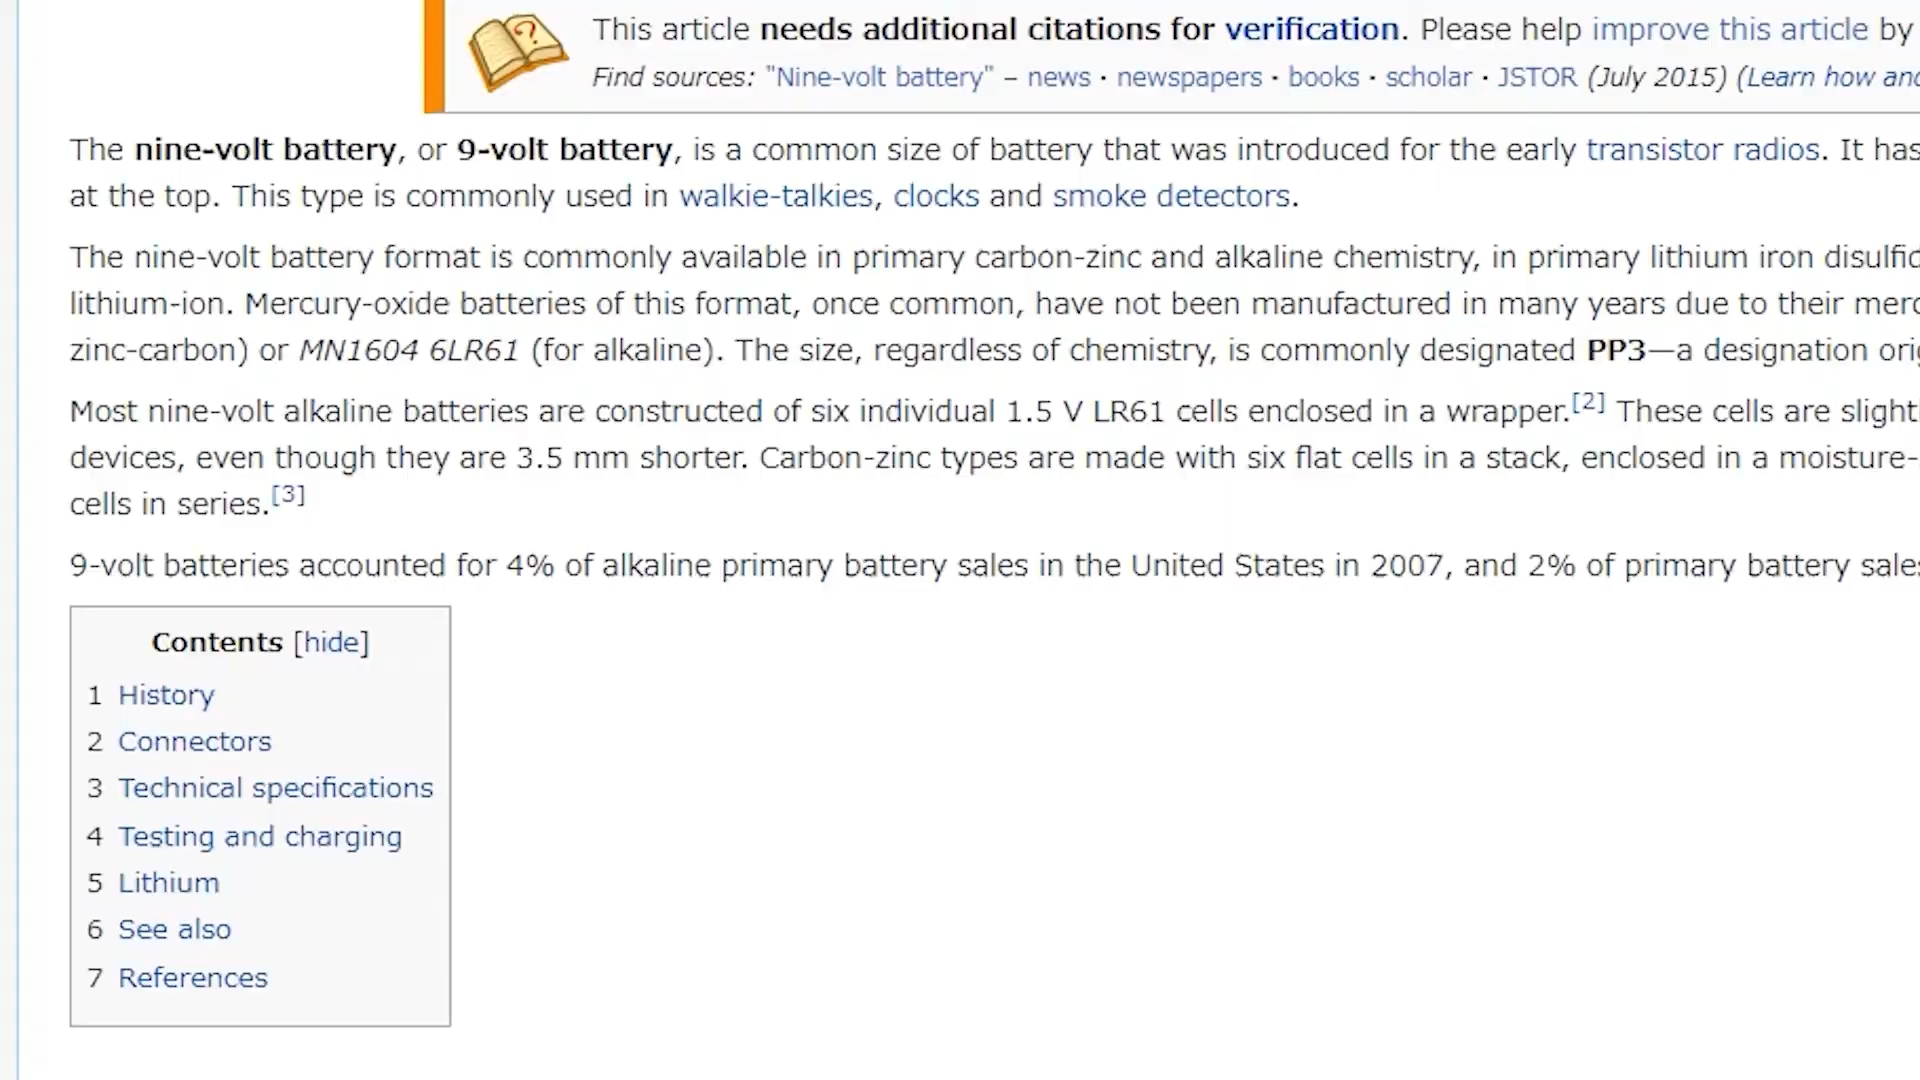 This article needs additional citations for verification. Please help improve this article by
Find sources: "Nine-volt battery" – news · newspapers · books · scholar · JSTOR (July 2015) (Learn how and
The nine-volt battery, or 9-volt battery, is a common size of battery that was introduced for the early transistor radios. It has
at the top. This type is commonly used in walkie-talkies, clocks and smoke detectors.
The nine-volt battery format is commonly available in primary carbon-zinc and alkaline chemistry, in primary lithium iron disulfid
lithium-ion. Mercury-oxide batteries of this format, once common, have not been manufactured in many years due to their merc
zinc-carbon) or MN1604 6LR61 (for alkaline). The size, regardless of chemistry, is commonly designated PP3—a designation orig
Most nine-volt alkaline batteries are constructed of six individual 1.5 V LR61 cells enclosed in a wrapper.[2] These cells are slightl
devices, even though they are 3.5 mm shorter. Carbon-zinc types are made with six flat cells in a stack, enclosed in a moisture-
cells in series.[3]
9-volt batteries accounted for 4% of alkaline primary battery sales in the United States in 2007, and 2% of primary battery sales
Contents [hide]
1 History
2 Connectors
3 Technical specifications
4 Testing and charging
5 Lithium
6 See also
7 References